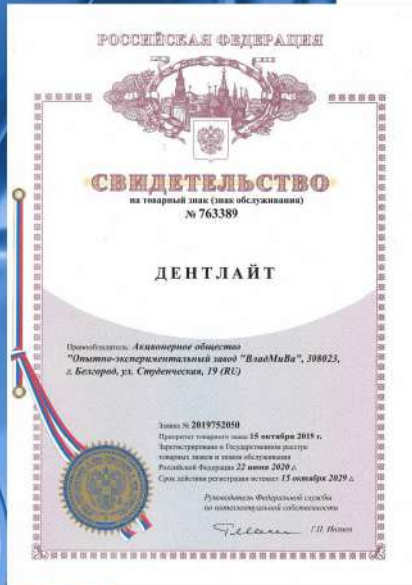 РОССИЙСКАЯ ФЕДЕРАЦИЯ
СВИДЕТЕЛЬСТВО
на товарный знак (знак обслуживания)
№ 763389
ДЕНТЛАЙТ
Правообладатель: Акционерное общество
"Опытно-экспериментальный завод "ВладМиВа", 308023,
г. Белгород, ул. Студенческая, 19 (RU)
Заявка № 2019752050
Приоритет товарного знака 15 октября 2019 г.
Зарегистрировано в Государственном реестре
товарных знаков и знаков обслуживания
Российской Федерации 22 июня 2020 г.
Срок действия регистрации истекает 15 октября 2029 г.
Руководитель Федеральной службы
по интеллектуальной собственности
Г.П. Ивлиев